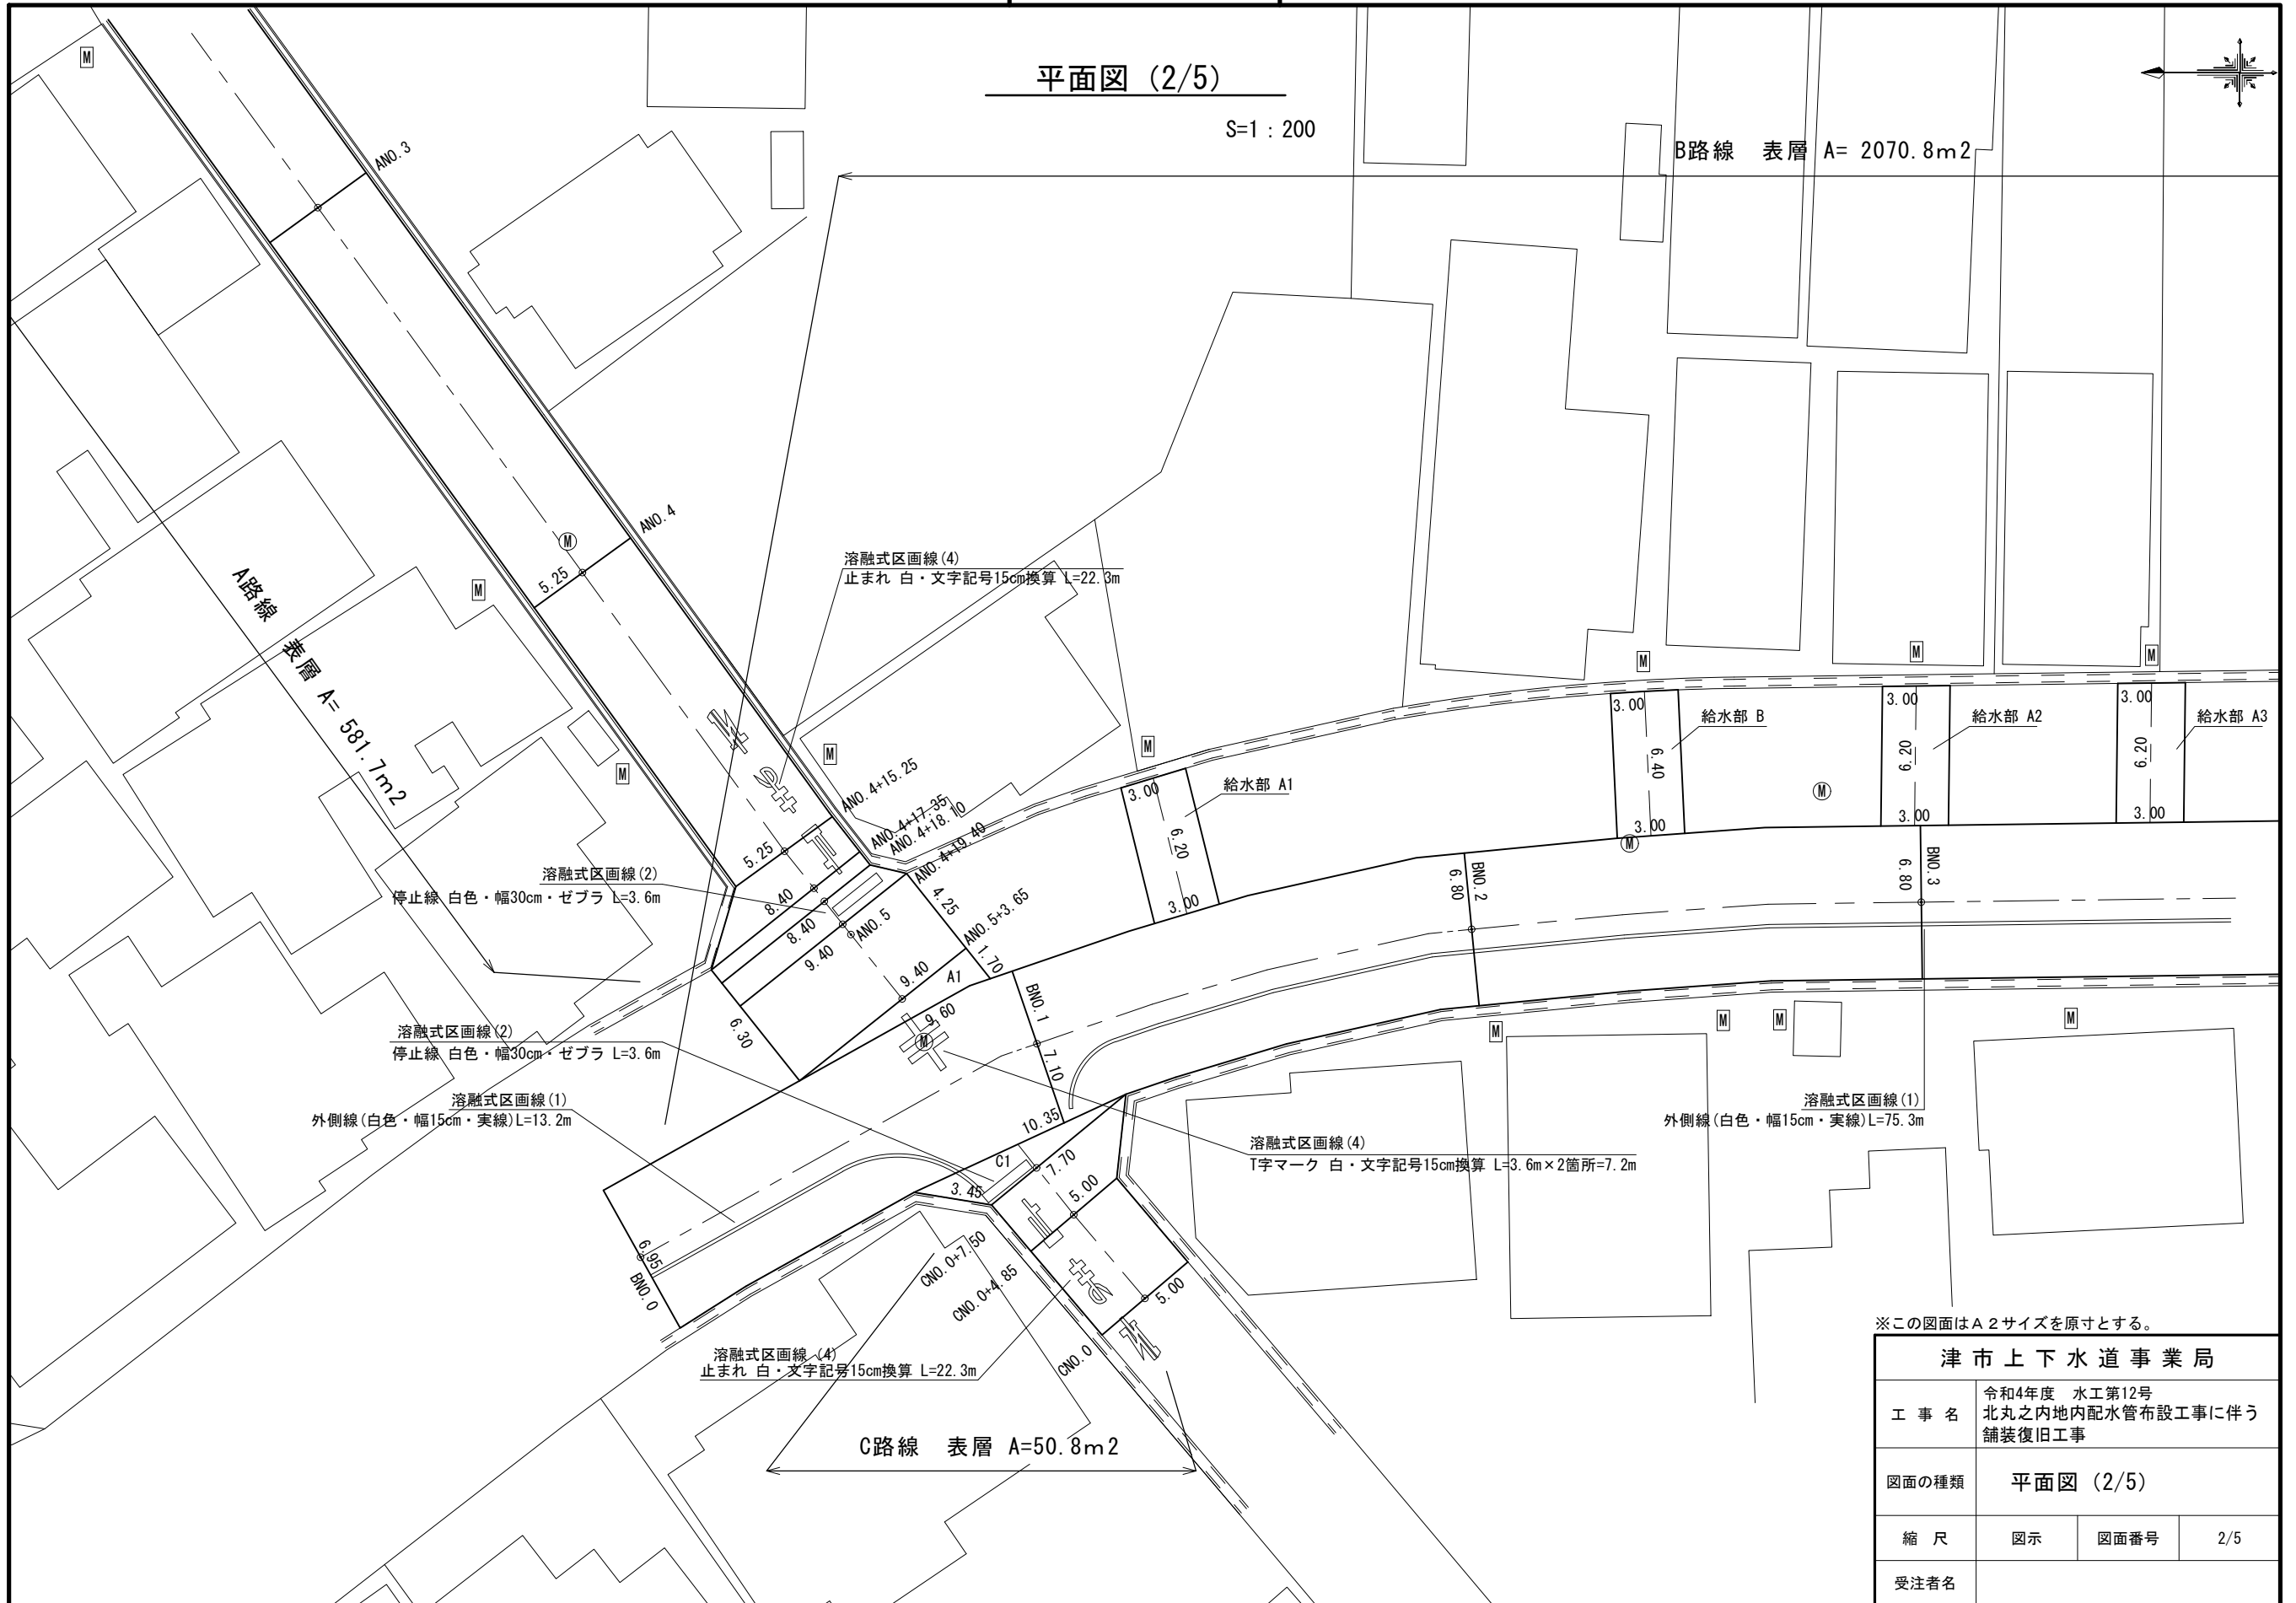 平面図 (2/5)
S=1 : 200
B路線 表層 A= 2070.8m2
M
ANO.3
ANO.4
M
5.25
M
溶融式区画線(4)
止まれ 白・文字記号15cm換算 L=22.3m
A路線 表層 A= 581.7m2
M
M
止まれ
ANO.4+15.25
ANO.4+17.35
ANO.4+18.10
ANO.4+19.40
5.25
8.40
8.40
9.40
ANO.5
4.25
ANO.5+3.65
1.70
9.40
A1
9.60
6.30
溶融式区画線(2)
停止線 白色・幅30cm・ゼブラ L=3.6m
溶融式区画線(2)
停止線 白色・幅30cm・ゼブラ L=3.6m
溶融式区画線(1)
外側線(白色・幅15cm・実線)L=13.2m
M
M
3.00
6.20
3.00
給水部 A1
M
3.00
6.40
3.00
給水部 B
M
M
M
3.00
6.20
3.00
給水部 A2
M
3.00
6.20
3.00
給水部 A3
BNO.1
7.10
BNO.2
6.80
BNO.3
6.80
M
M
M
M
10.35
C1
7.70
3.45
5.00
5.00
止まれ
6.95
BNO.0
CNO.0+7.50
CNO.0+4.85
CNO.0
溶融式区画線(4)
T字マーク 白・文字記号15cm換算 L=3.6m×2箇所=7.2m
溶融式区画線(1)
外側線(白色・幅15cm・実線)L=75.3m
溶融式区画線 (4)
止まれ 白・文字記号15cm換算 L=22.3m
C路線 表層 A=50.8m2
※この図面はA2サイズを原寸とする。
津市上下水道事業局
工事名
令和4年度 水工第12号
北丸之内地内配水管布設工事に伴う
舗装復旧工事
図面の種類 平面図 (2/5)
縮尺 図示 図面番号 2/5
受注者名